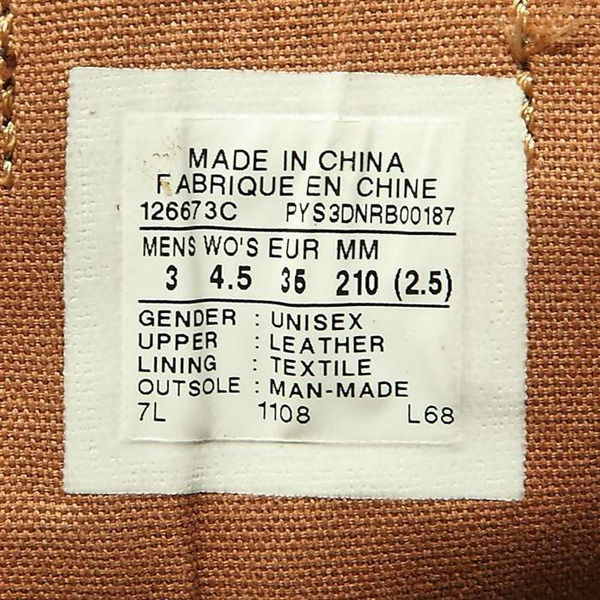 MADE IN CHINA
FABRIQUE EN CHINE
126673C PYS3DNRB00187
MENS WO'S EUR MM
3 4.5 35 210 (2.5)
GENDER : UNISEX
UPPER : LEATHER
LINING : TEXTILE
OUTSOLE : MAN-MADE
7L 1108 L68